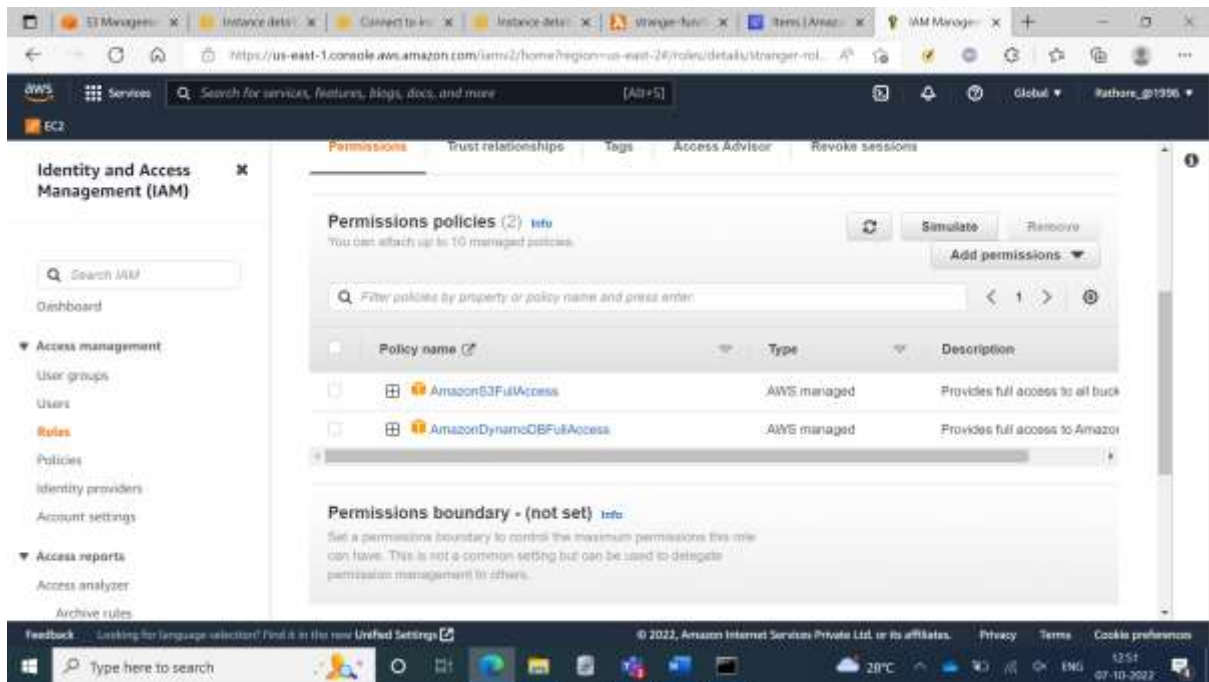 S3 Managem
Instance detai
Connect to in
Instance detai
stranger-func
Items | Amaz
IAM Manage
https://us-east-1.console.aws.amazon.com/iamv2/home?region=us-east-2#/roles/details/stranger-rol...
aws
Services
Search for services, features, blogs, docs, and more
[Alt+S]
Global
Rathore_@1996
EC2
Identity and Access
Management (IAM)
Search IAM
Dashboard
Access management
User groups
Users
Roles
Policies
Identity providers
Account settings
Access reports
Access analyzer
Archive rules
Permissions
Trust relationships
Tags
Access Advisor
Revoke sessions
Permissions policies (2) Info
You can attach up to 10 managed policies.
Simulate
Remove
Add permissions
Filter policies by property or policy name and press enter.
1
Policy name
Type
Description
AmazonS3FullAccess
AWS managed
Provides full access to all buck
AmazonDynamoDBFullAccess
AWS managed
Provides full access to Amazon
Permissions boundary - (not set) Info
Set a permissions boundary to control the maximum permissions this role
can have. This is not a common setting but can be used to delegate
permission management to others.
Feedback
Looking for language selection? Find it in the new Unified Settings
© 2022, Amazon Internet Services Private Ltd. or its affiliates.
Privacy
Terms
Cookie preferences
Type here to search
28°C
ENG
12:51
07-10-2022